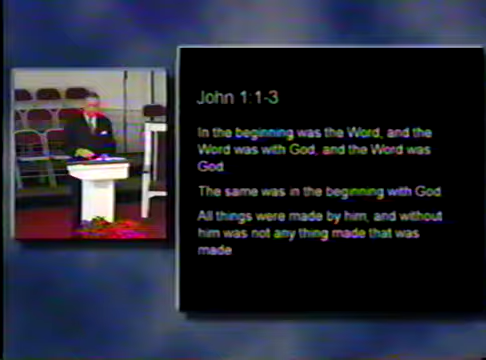 John 1:1-3
In the beginning was the Word, and the
Word was with God, and the Word was
God
The same was in the beginning with God
All things were made by him, and without
him was not any thing made that was
made